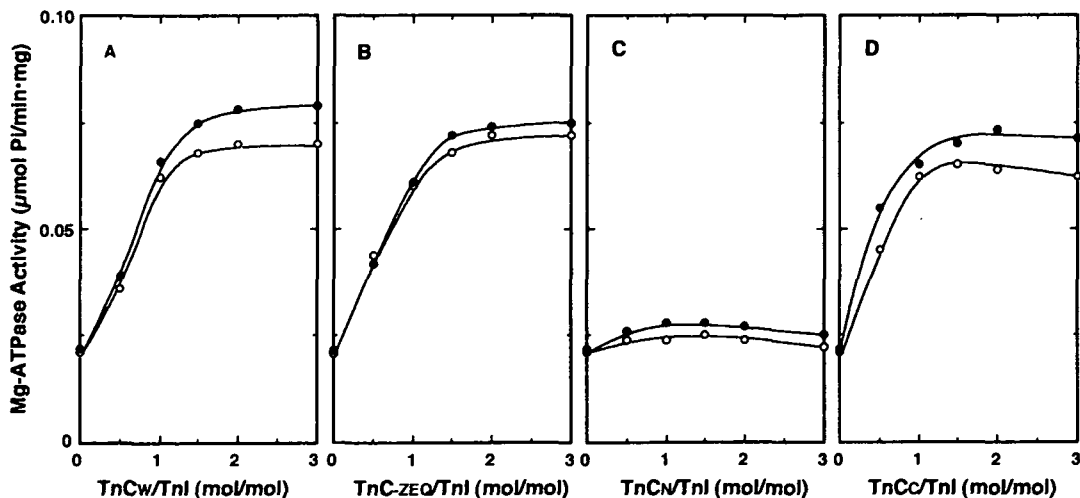 Mg-ATPase Activity (µmol Pi/min·mg)
0.10
0.05
0
A
B
C
D
0 1 2 3
0 1 2 3
0 1 2 3
0 1 2 3
TnCW/TnI (mol/mol)
TnC-ZEQ/TnI (mol/mol)
TnCN/TnI (mol/mol)
TnCC/TnI (mol/mol)